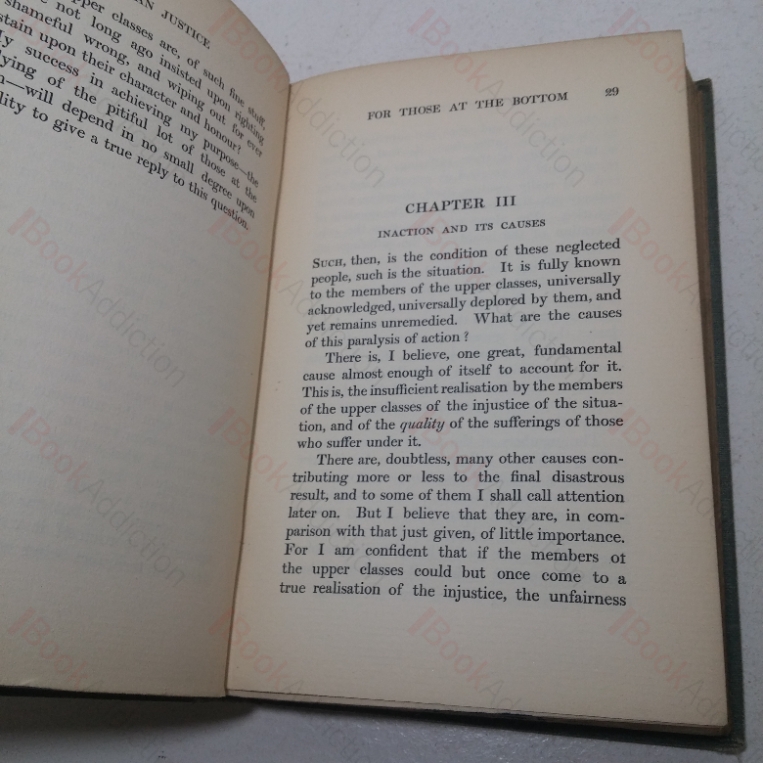 AN JUSTICE
pper classes are, of such fine stuff,
e not long ago insisted upon righting
shameful wrong, and wiping out for ever
stain upon their character and honour?
My success in achieving my purpose—the
lying of the pitiful lot of those at the
—will depend in no small degree upon
lity to give a true reply to this question.
FOR THOSE AT THE BOTTOM 29
CHAPTER III
INACTION AND ITS CAUSES
SUCH, then, is the condition of these neglected
people, such is the situation. It is fully known
to the members of the upper classes, universally
acknowledged, universally deplored by them, and
yet remains unremedied. What are the causes
of this paralysis of action?
There is, I believe, one great, fundamental
cause almost enough of itself to account for it.
This is, the insufficient realisation by the members
of the upper classes of the injustice of the situa-
tion, and of the quality of the sufferings of those
who suffer under it.
There are, doubtless, many other causes con-
tributing more or less to the final disastrous
result, and to some of them I shall call attention
later on. But I believe that they are, in com-
parison with that just given, of little importance.
For I am confident that if the members of
the upper classes could but once come to a
true realisation of the injustice, the unfairness
BookAddiction